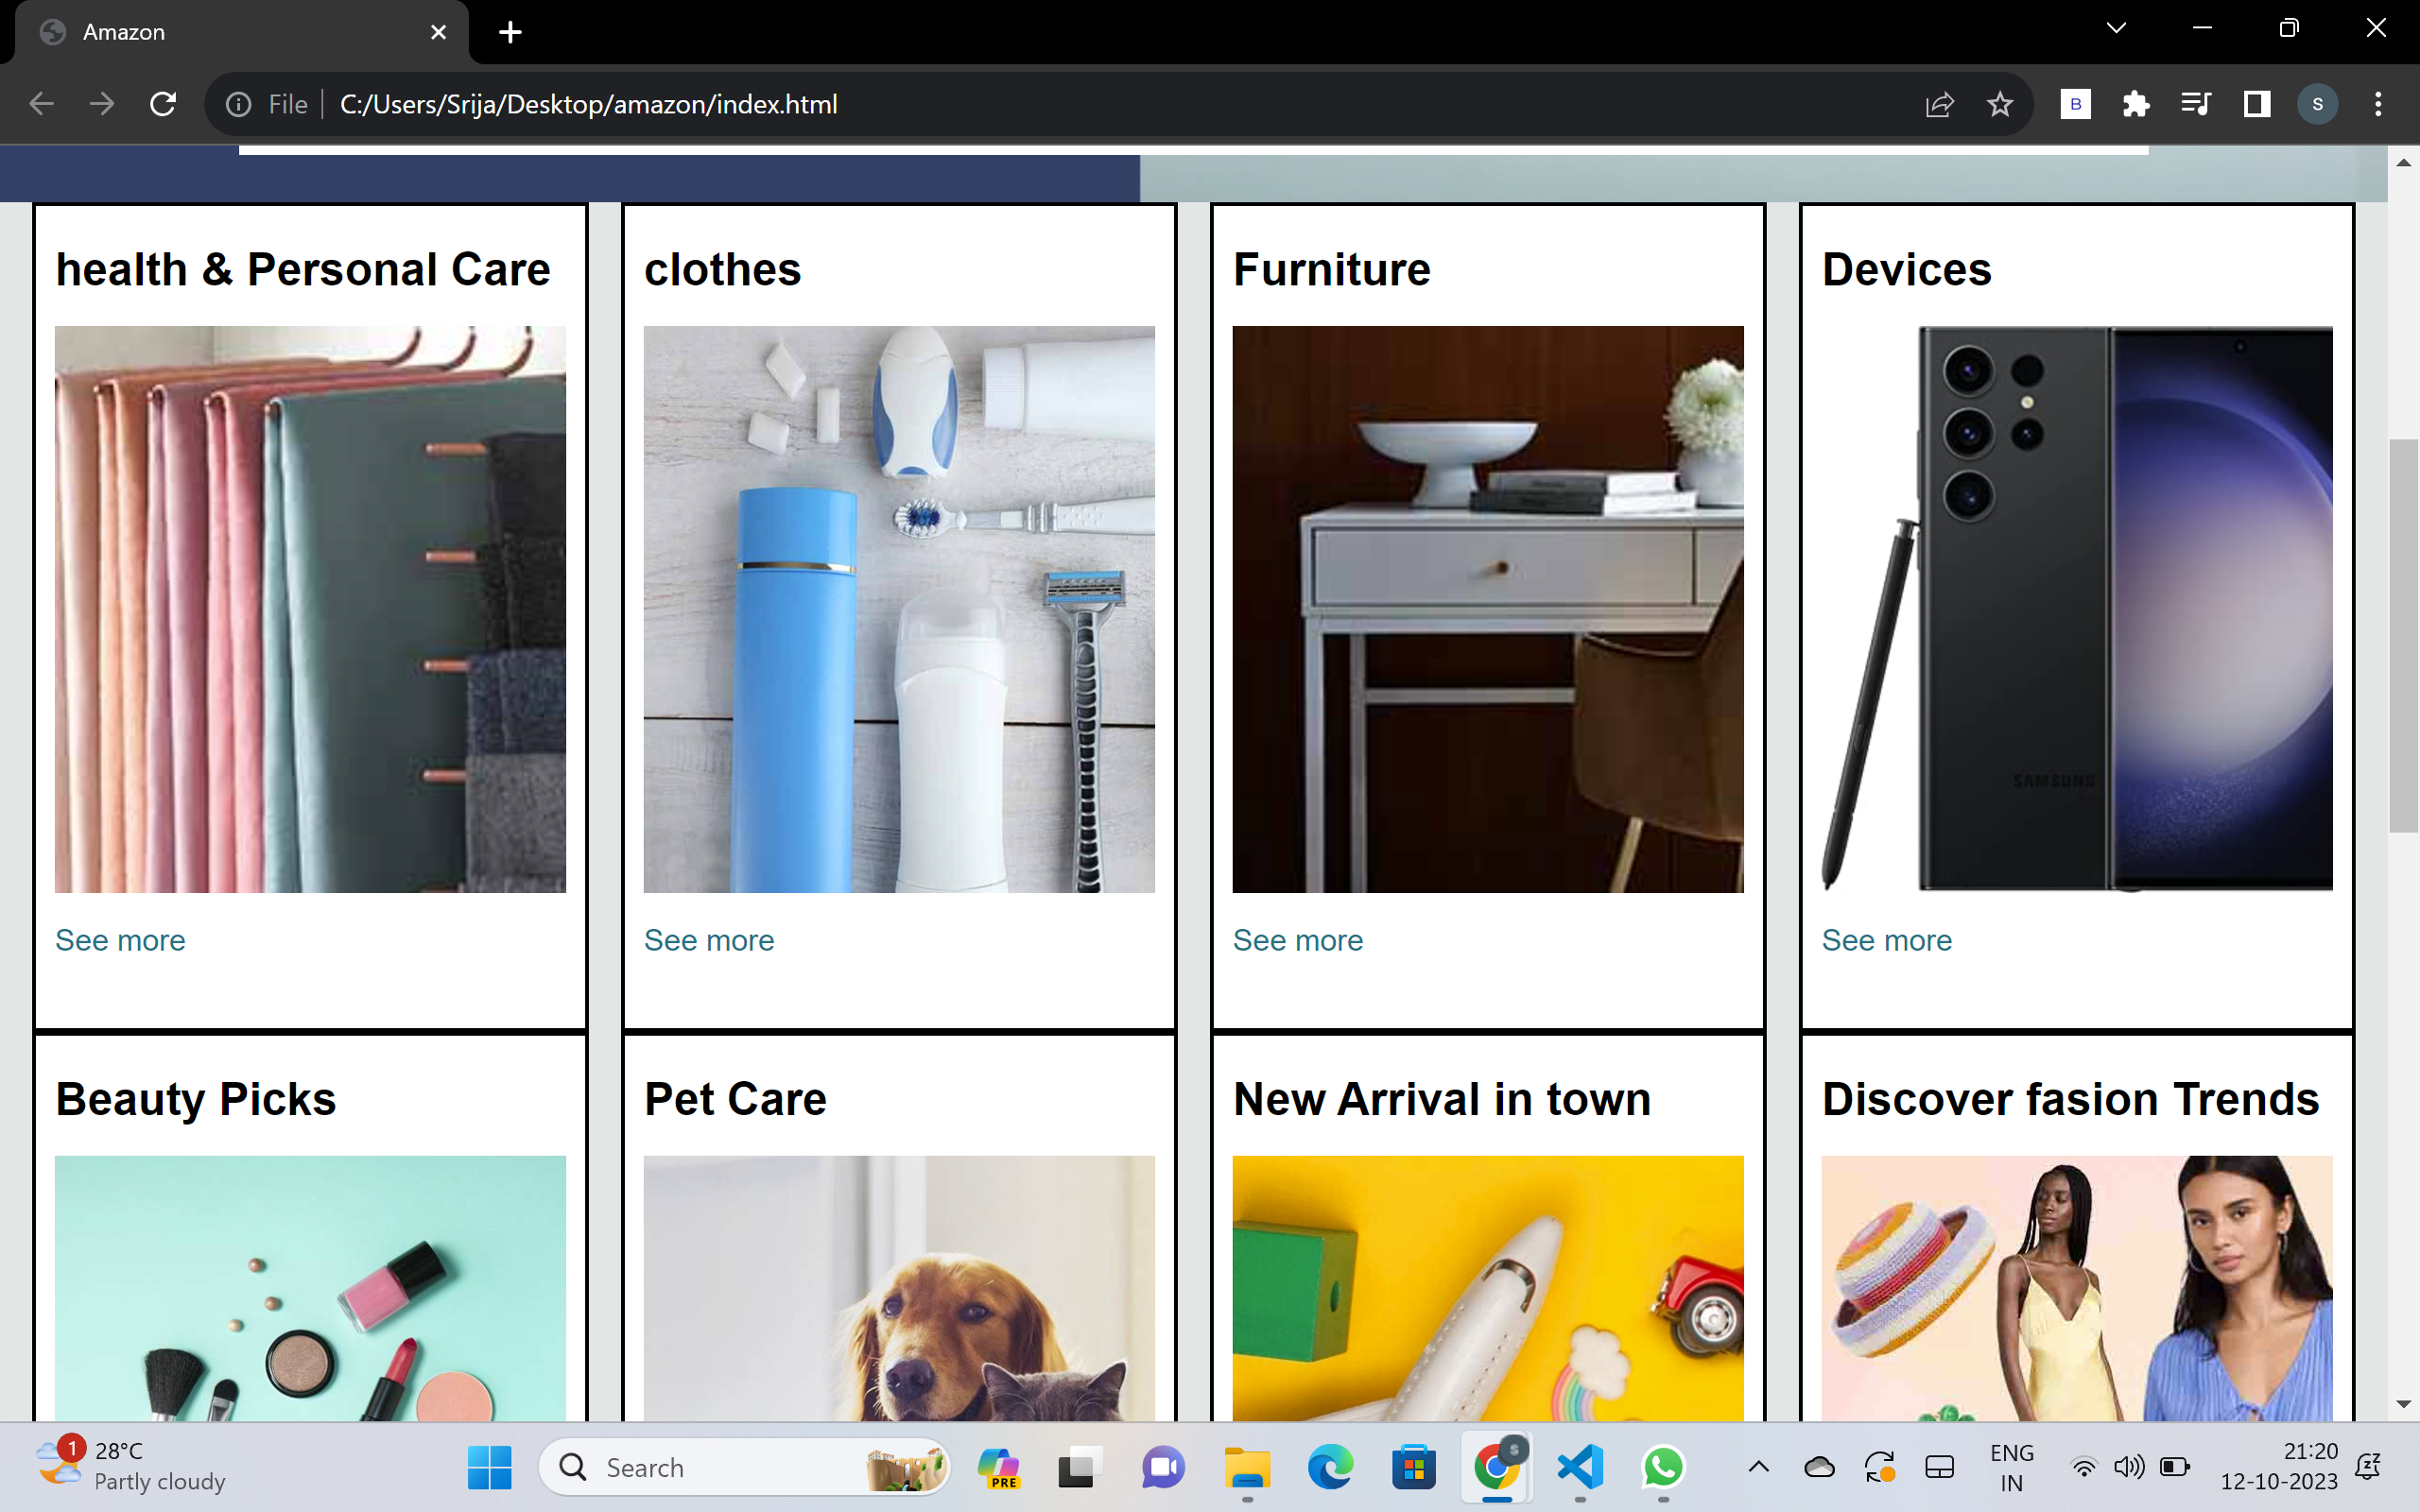 Amazon
File
C:/Users/Srija/Desktop/amazon/index.html
B
S
health & Personal Care
clothes
Furniture
Devices
SAMSUNG
See more
See more
See more
See more
Beauty Picks
Pet Care
New Arrival in town
Discover fasion Trends
1
28°C
Partly cloudy
Search
PRE
S
ENG
IN
21:20
12-10-2023